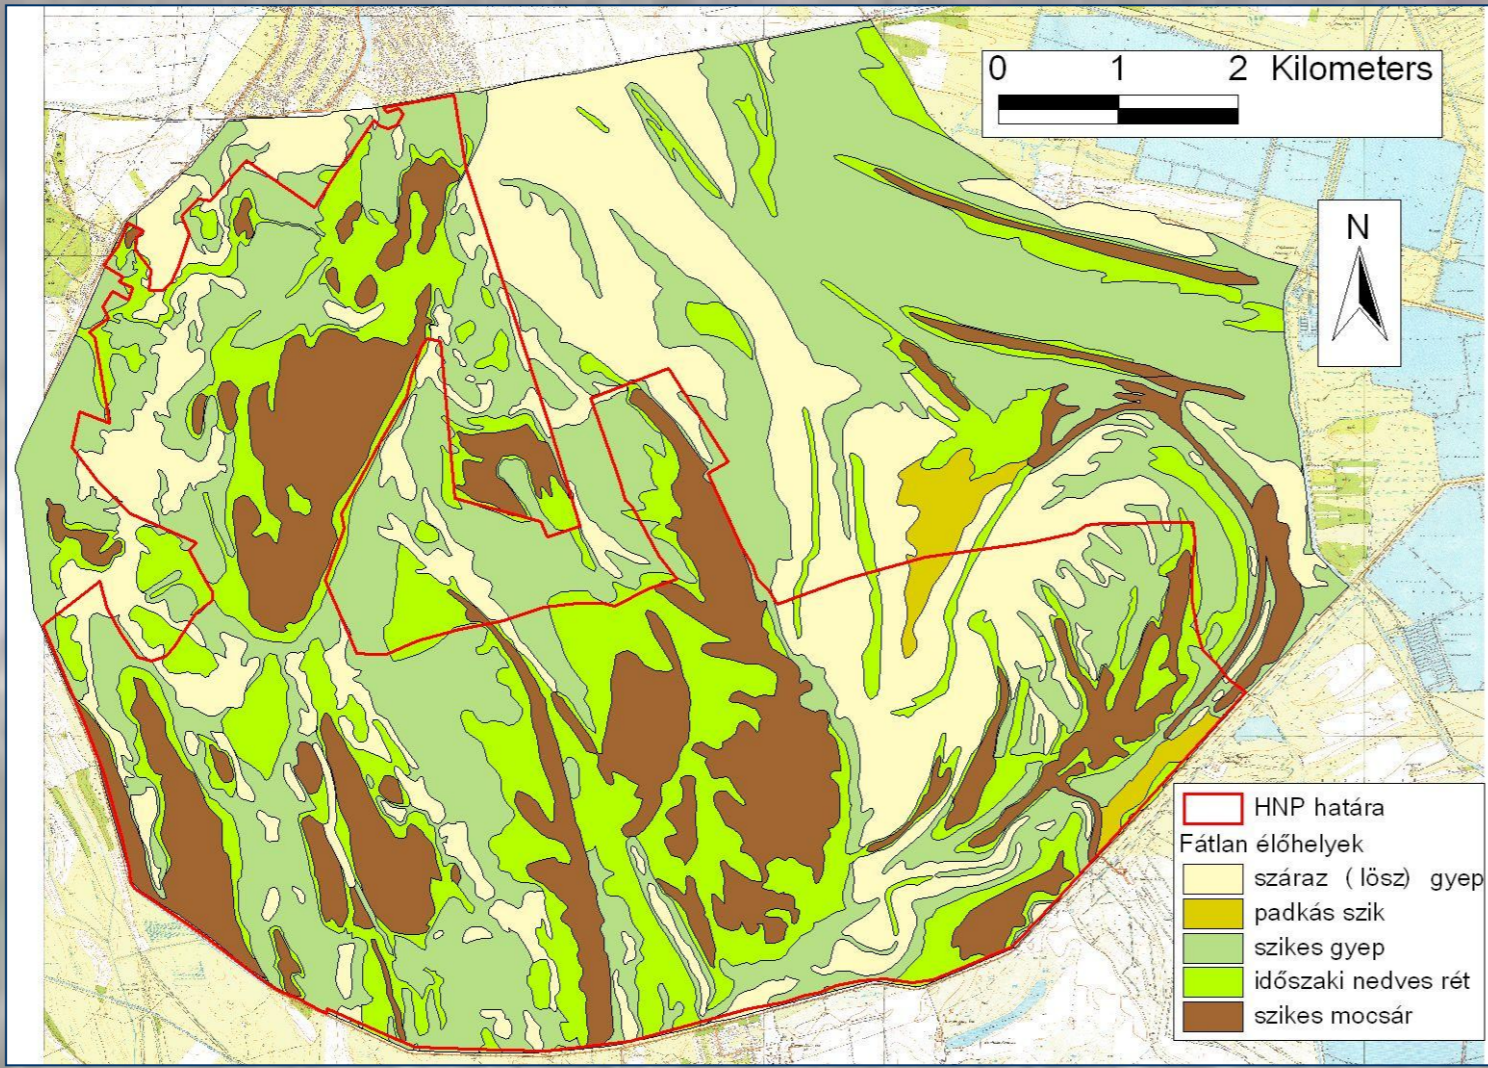 0 1 2 Kilometers
N
HNP határa
Fátlan élőhelyek
száraz ( lösz) gyep
padkás szik
szikes gyep
időszaki nedves rét
szikes mocsár